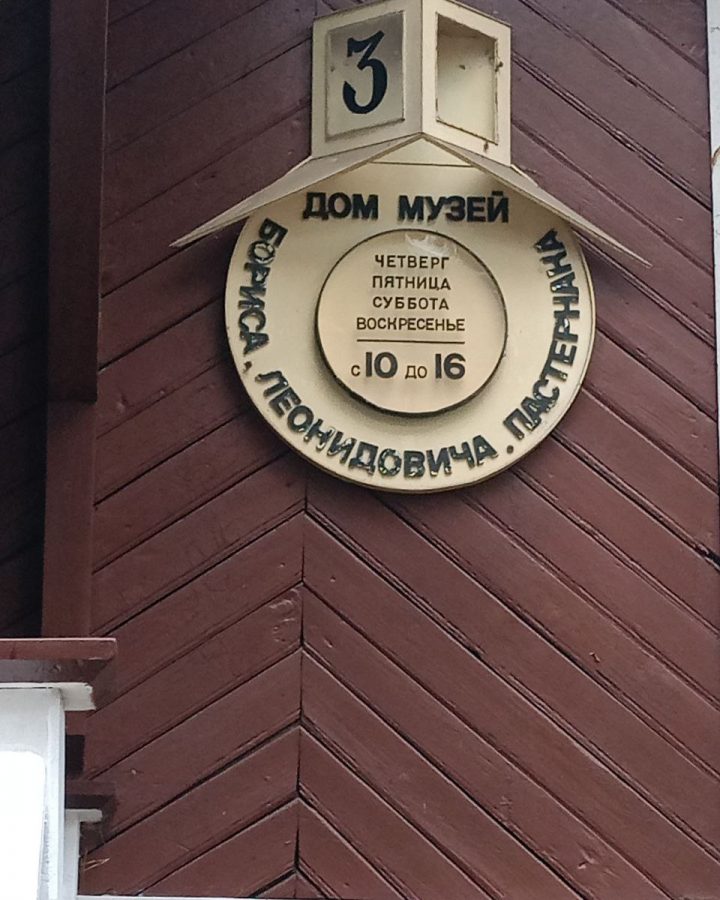 3
ДОМ МУЗЕЙ
БОРИСА. ЛЕОНИДОВИЧА. ПАСТЕРНАКА
ЧЕТВЕРГ
ПЯТНИЦА
СУББОТА
ВОСКРЕСЕНЬЕ
с 10 до 16